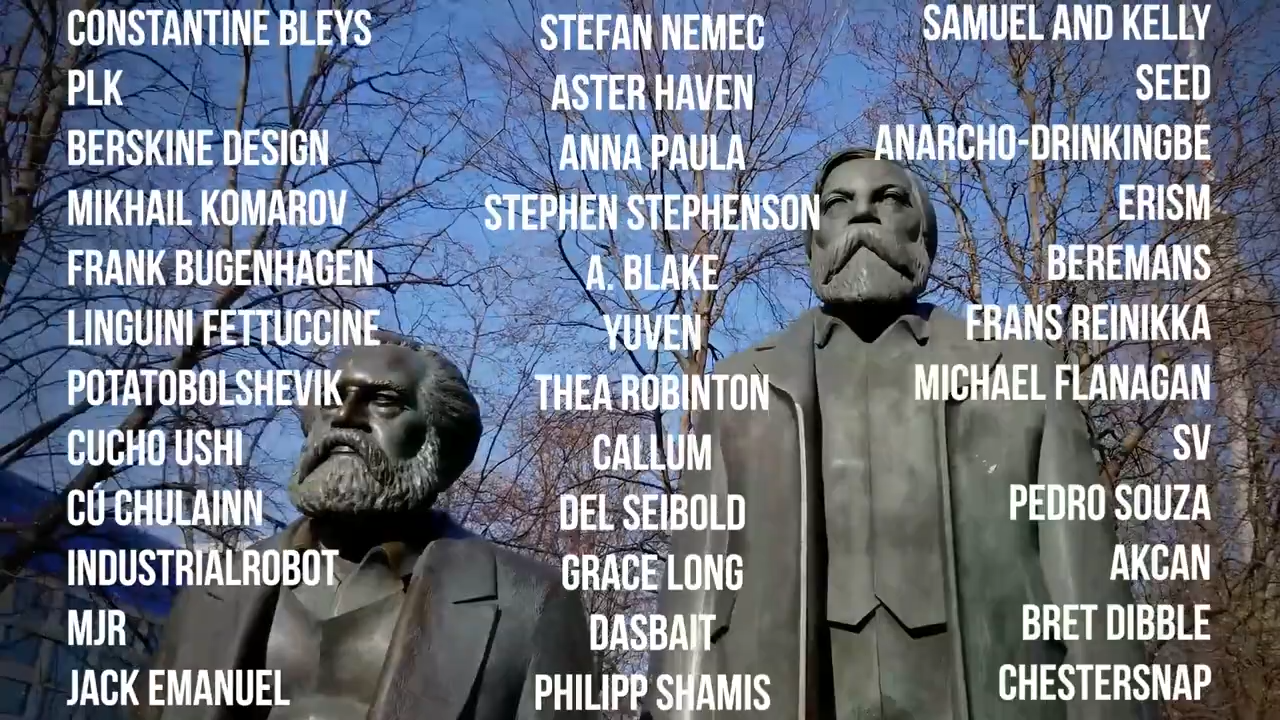 CONSTANTINE BLEYS
PLK
BERSKINE DESIGN
MIKHAIL KOMAROV
FRANK BUGENHAGEN
LINGUINI FETTUCCINE
POTATOBOLSHEVIK
CUCHO USHI
CÚ CHULAINN
INDUSTRIALROBOT
MJR
JACK EMANUEL
STEFAN NEMEC
ASTER HAVEN
ANNA PAULA
STEPHEN STEPHENSON
A. BLAKE
YUVEN
THEA ROBINTON
CALLUM
DEL SEIBOLD
GRACE LONG
DASBAIT
PHILIPP SHAMIS
SAMUEL AND KELLY
SEED
ANARCHO-DRINKINGBE
ERISM
BEREMANS
FRANS REINIKKA
MICHAEL FLANAGAN
SV
PEDRO SOUZA
AKCAN
BRET DIBBLE
CHESTERSNAP